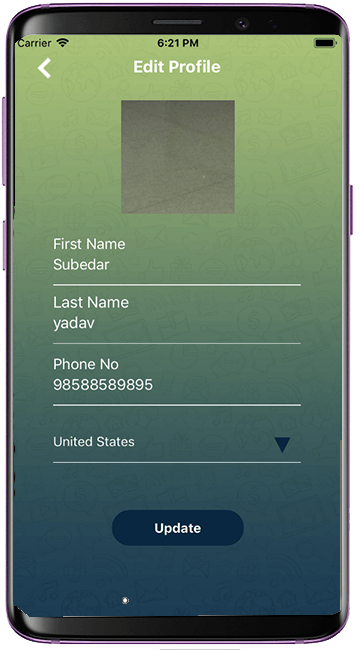 Carrier 6:21 PM
Edit Profile
First Name
Subedar
Last Name
yadav
Phone No
98588589895
United States
Update